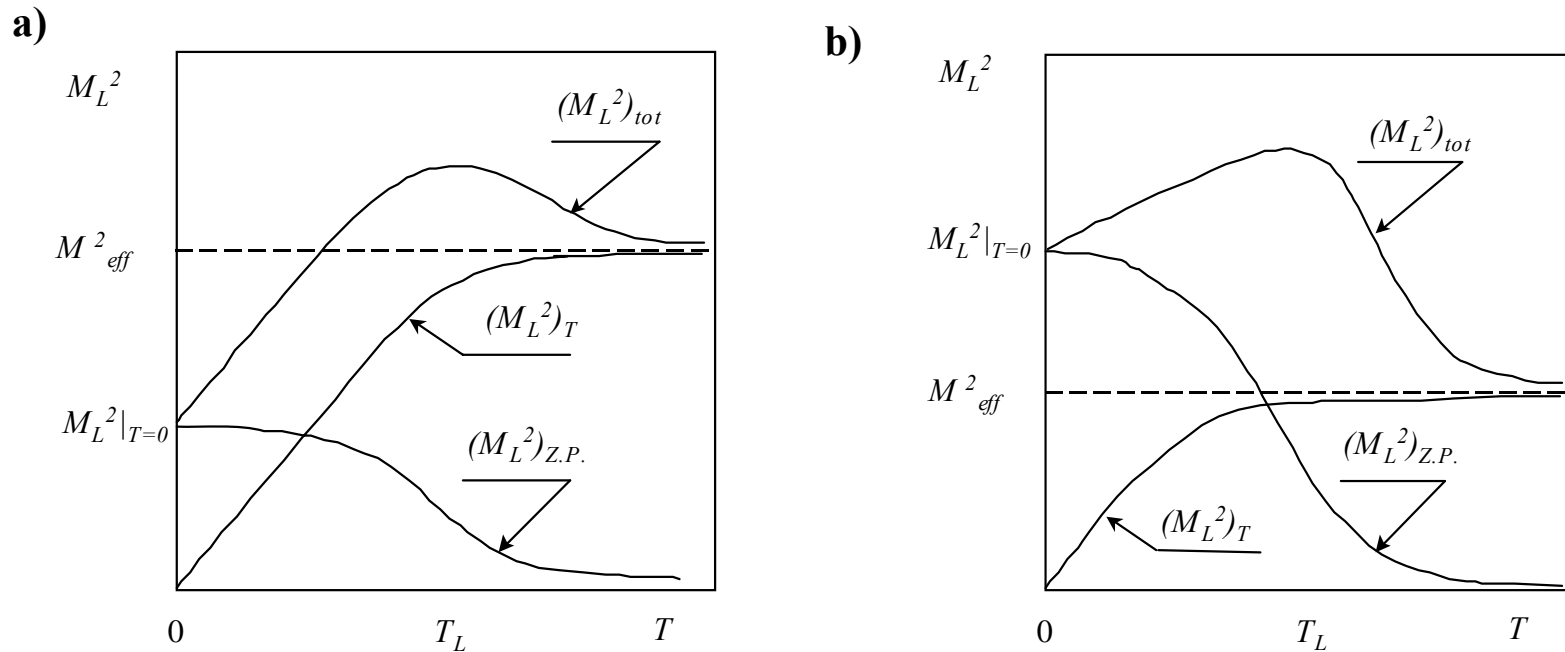 a)
M_L^2
(M_L^2)_tot
M^2_eff
(M_L^2)_T
M_L^2|_T=0
(M_L^2)_Z.P.
0
T_L
T
b)
M_L^2
(M_L^2)_tot
M_L^2|_T=0
M^2_eff
(M_L^2)_Z.P.
(M_L^2)_T
0
T_L
T